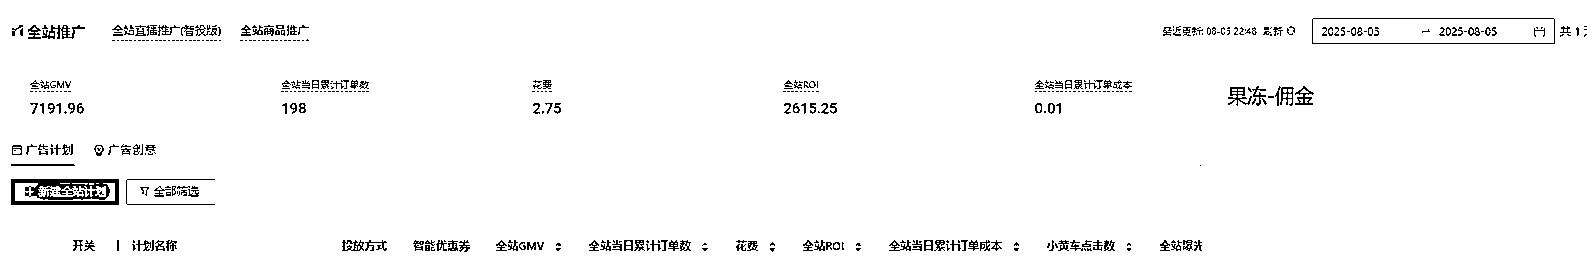 全站推广 全站直播推广(智投版) 全站商品推广 最近更新: 08-05 22:48 刷新 2025-08-05 → 2025-08-05 共 1
全站GMV 全站当日累计订单数 花费 全站ROI 全站当日累计订单成本
7191.96 198 2.75 2615.25 0.01
果冻-佣金
广告计划 广告创意
新建全站计划 全部筛选
开关 计划名称 投放方式 智能优惠券 全站GMV 全站当日累计订单数 花费 全站ROI 全站当日累计订单成本 小黄车点击数 全站曝光